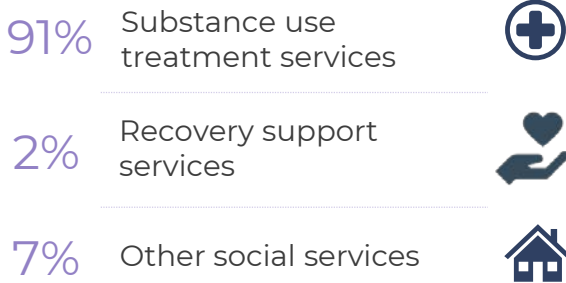 91%
Substance use
treatment services
2%
Recovery support
services
7%
Other social services